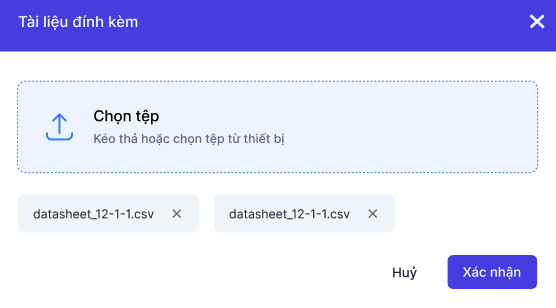 Tài liệu đính kèm
Chọn tệp
Kéo thả hoặc chọn tệp từ thiết bị
datasheet_12-1-1.csv
datasheet_12-1-1.csv
Huỷ
Xác nhận